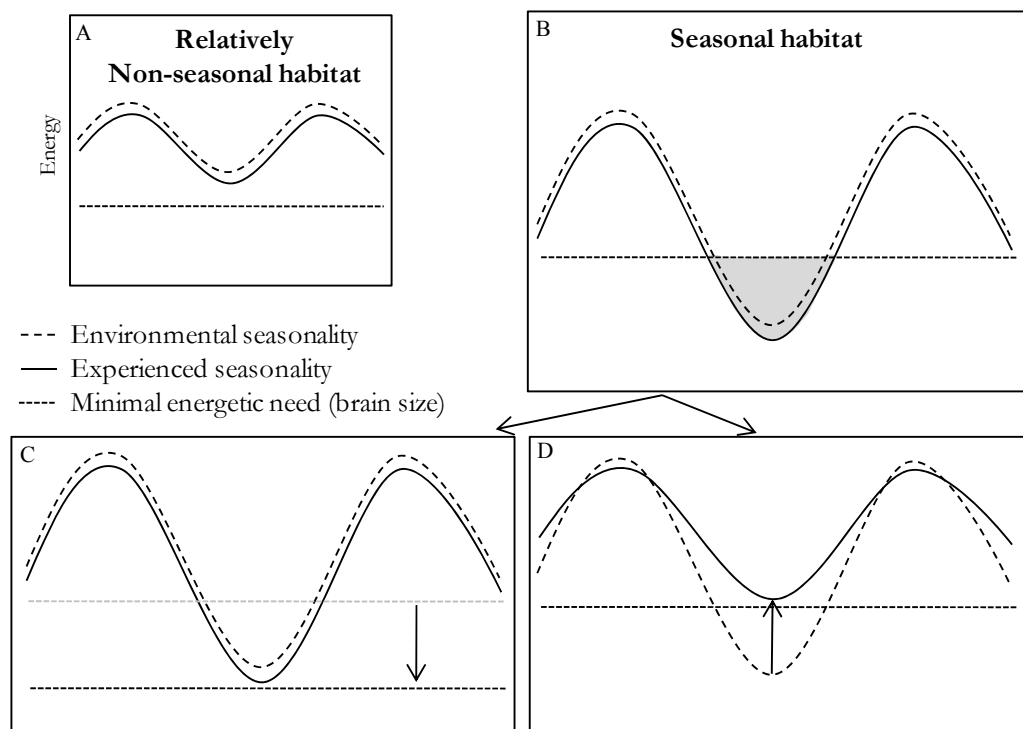 A
Relatively
Non-seasonal habitat
Energy
B
Seasonal habitat
Environmental seasonality
Experienced seasonality
Minimal energetic need (brain size)
C
D